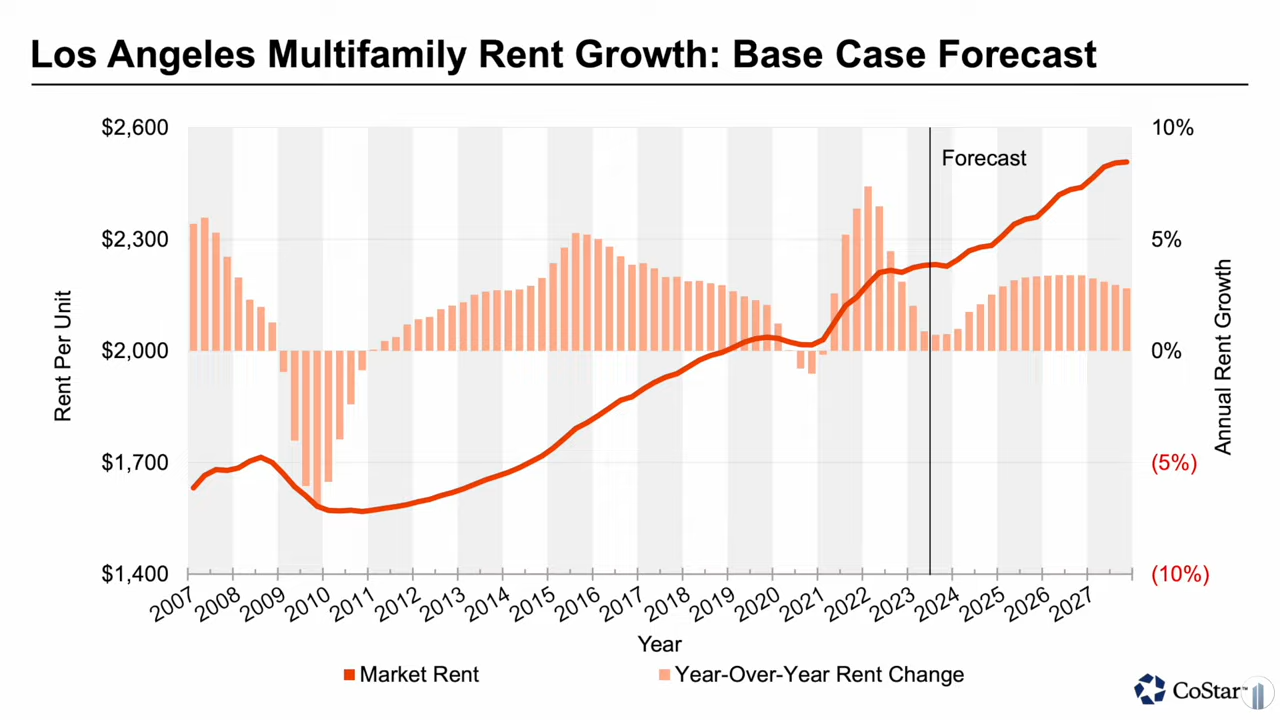 Los Angeles Multifamily Rent Growth: Base Case Forecast
$2,600
$2,300
$2,000
$1,700
$1,400
Rent Per Unit
Forecast
10%
5%
0%
(5%)
(10%)
Annual Rent Growth
2007 2008 2009 2010 2011 2012 2013 2014 2015 2016 2017 2018 2019 2020 2021 2022 2023 2024 2025 2026 2027
Year
Market Rent
Year-Over-Year Rent Change
CoStar™